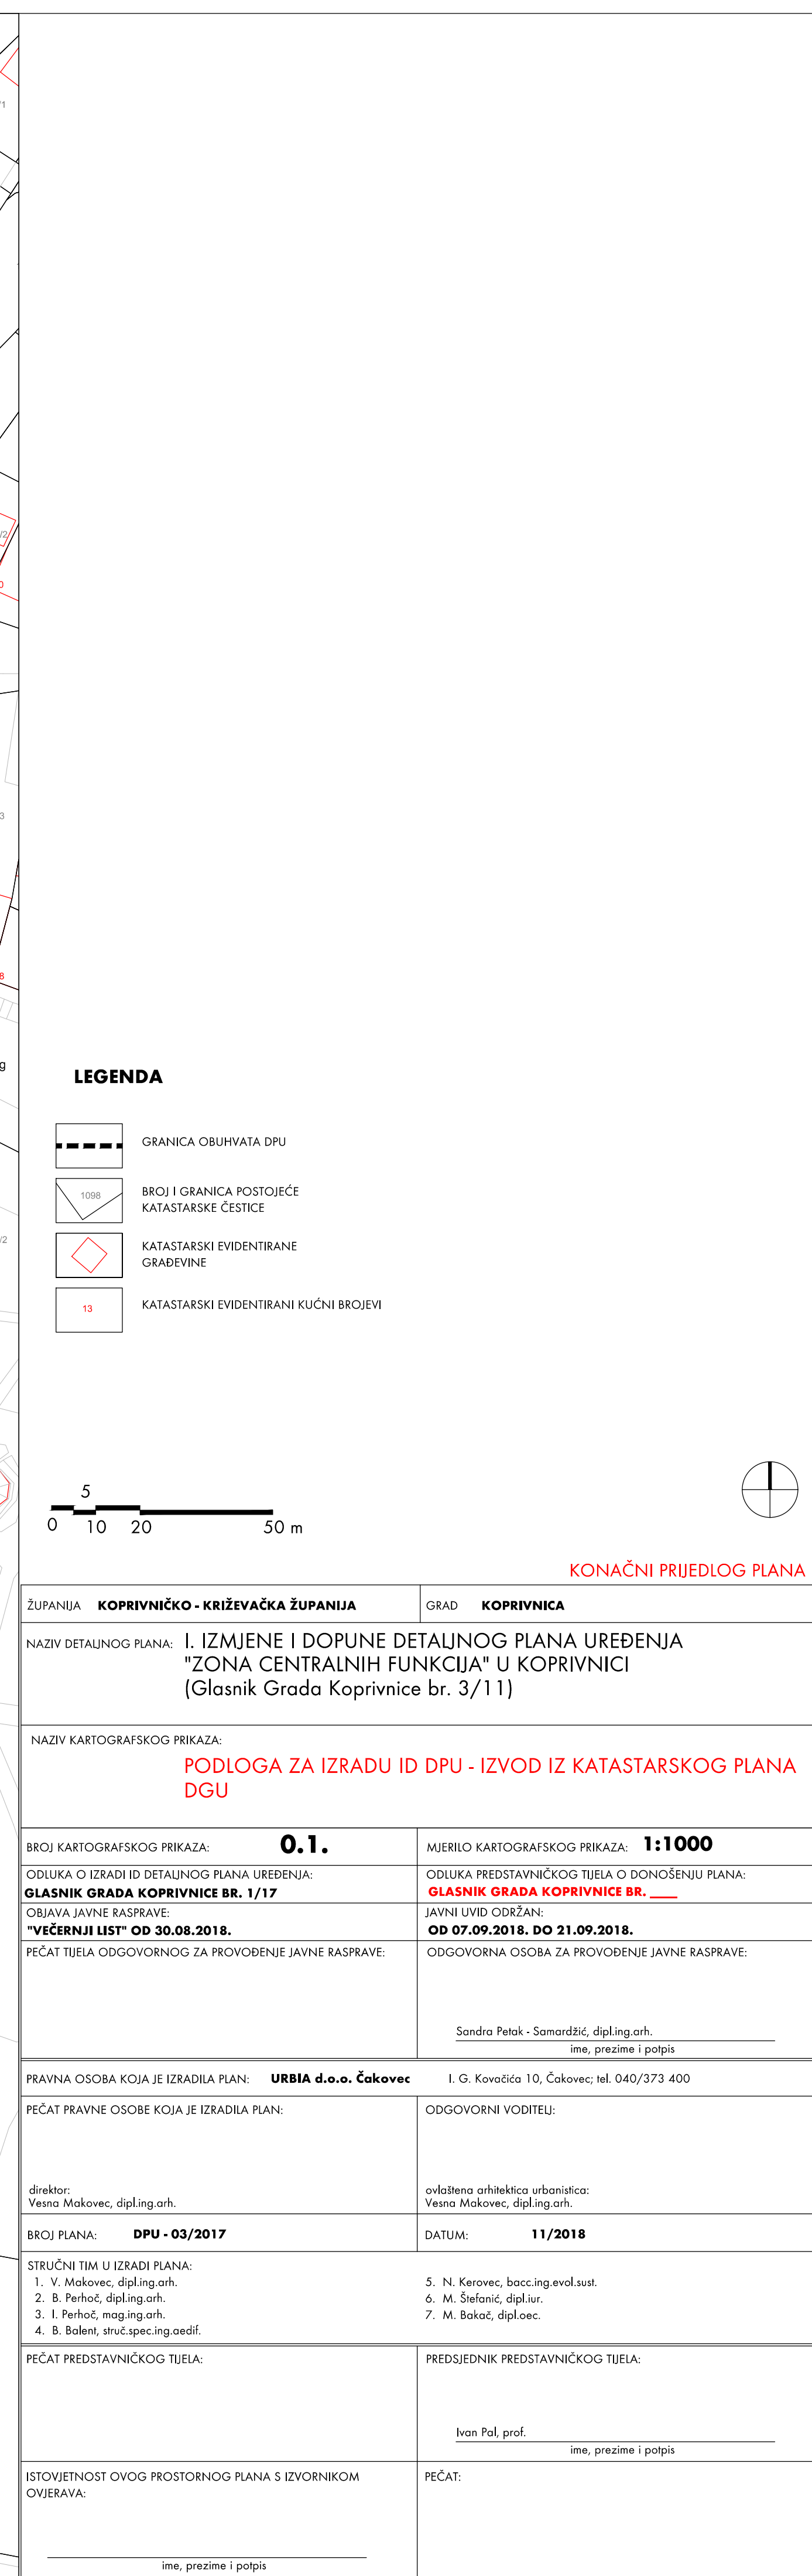 /1
/2
0
3
8
g
/2
LEGENDA
GRANICA OBUHVATA DPU
1098
BROJ I GRANICA POSTOJEĆE
KATASTARSKE ČESTICE
KATASTARSKI EVIDENTIRANE
GRAĐEVINE
13
KATASTARSKI EVIDENTIRANI KUĆNI BROJEVI
5
0 10 20 50 m
KONAČNI PRIJEDLOG PLANA
ŽUPANIJA KOPRIVNIČKO - KRIŽEVAČKA ŽUPANIJA GRAD KOPRIVNICA
NAZIV DETALJNOG PLANA: I. IZMJENE I DOPUNE DETALJNOG PLANA UREĐENJA
"ZONA CENTRALNIH FUNKCIJA" U KOPRIVNICI
(Glasnik Grada Koprivnice br. 3/11)
NAZIV KARTOGRAFSKOG PRIKAZA:
PODLOGA ZA IZRADU ID DPU - IZVOD IZ KATASTARSKOG PLANA
DGU
BROJ KARTOGRAFSKOG PRIKAZA: 0.1. MJERILO KARTOGRAFSKOG PRIKAZA: 1:1000
ODLUKA O IZRADI ID DETALJNOG PLANA UREĐENJA:
GLASNIK GRADA KOPRIVNICE BR. 1/17
ODLUKA PREDSTAVNIČKOG TIJELA O DONOŠENJU PLANA:
GLASNIK GRADA KOPRIVNICE BR. ____
OBJAVA JAVNE RASPRAVE:
"VEČERNJI LIST" OD 30.08.2018.
JAVNI UVID ODRŽAN:
OD 07.09.2018. DO 21.09.2018.
PEČAT TIJELA ODGOVORNOG ZA PROVOĐENJE JAVNE RASPRAVE:
ODGOVORNA OSOBA ZA PROVOĐENJE JAVNE RASPRAVE:
Sandra Petak - Samardžić, dipl.ing.arh.
ime, prezime i potpis
PRAVNA OSOBA KOJA JE IZRADILA PLAN: URBIA d.o.o. Čakovec I. G. Kovačića 10, Čakovec; tel. 040/373 400
PEČAT PRAVNE OSOBE KOJA JE IZRADILA PLAN:
direktor:
Vesna Makovec, dipl.ing.arh.
ODGOVORNI VODITELJ:
ovlaštena arhitektica urbanistica:
Vesna Makovec, dipl.ing.arh.
BROJ PLANA: DPU - 03/2017 DATUM: 11/2018
STRUČNI TIM U IZRADI PLANA:
1. V. Makovec, dipl.ing.arh.
2. B. Perhoč, dipl.ing.arh.
3. I. Perhoč, mag.ing.arh.
4. B. Balent, struč.spec.ing.aedif.
5. N. Kerovec, bacc.ing.evol.sust.
6. M. Štefanić, dipl.iur.
7. M. Bakač, dipl.oec.
PEČAT PREDSTAVNIČKOG TIJELA:
PREDSJEDNIK PREDSTAVNIČKOG TIJELA:
Ivan Pal, prof.
ime, prezime i potpis
ISTOVJETNOST OVOG PROSTORNOG PLANA S IZVORNIKOM
OVJERAVA:
ime, prezime i potpis
PEČAT: